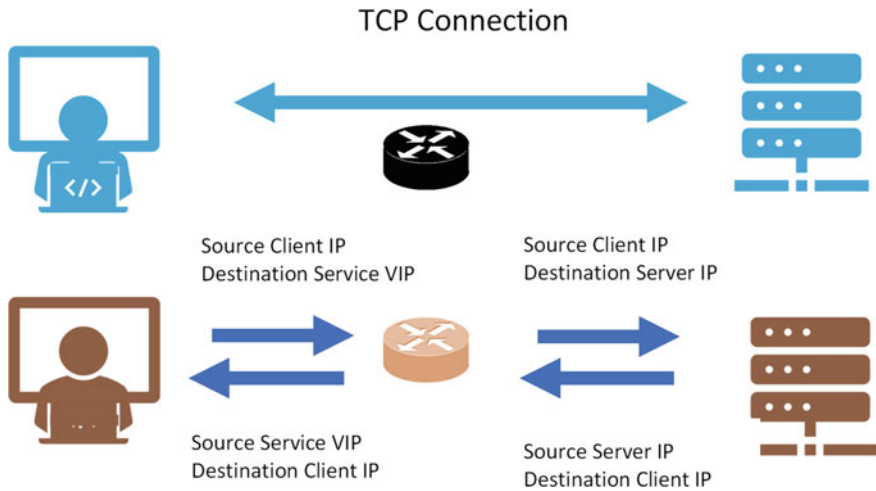 TCP Connection
</>
Source Client IP
Destination Service VIP
Source Client IP
Destination Server IP
Source Service VIP
Destination Client IP
Source Server IP
Destination Client IP